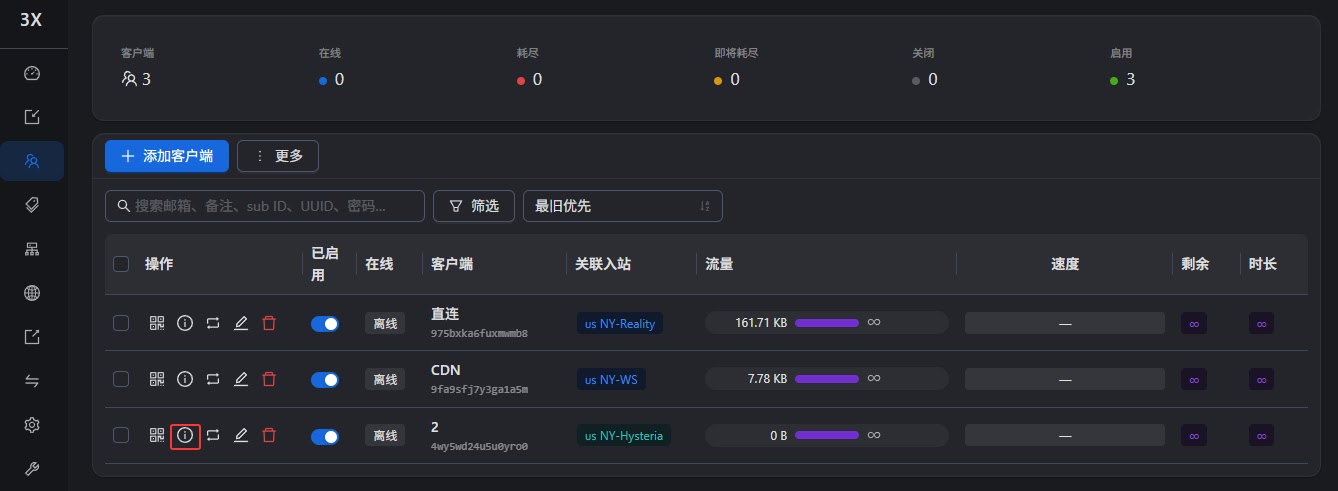 3X
客户端 在线 耗尽 即将耗尽 关闭 启用
3 0 0 0 0 3
添加客户端 更多
搜索邮箱、备注、sub ID、UUID、密码... 筛选 最旧优先
操作 已启用 在线 客户端 关联入站 流量 速度 剩余 时长
离线 直连 us NY-Reality 161.71 KB ∞ — ∞ ∞
975bxka6fuxmwmb8
离线 CDN us NY-WS 7.78 KB ∞ — ∞ ∞
9fa9sfj7y3ga1a5m
离线 2 us NY-Hysteria 0 B ∞ — ∞ ∞
4wy5wd24u5u0yro0